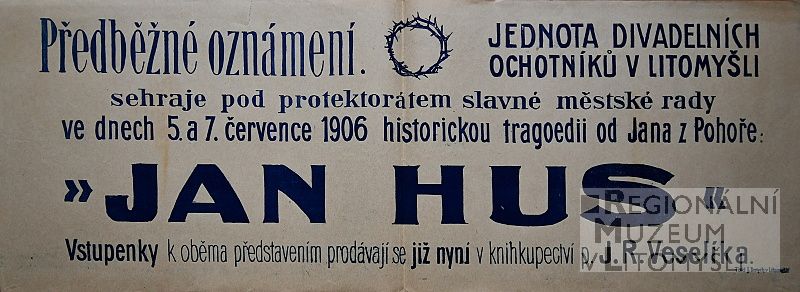 Předběžné oznámení.
JEDNOTA DIVADELNÍCH
OCHOTNÍKŮ V LITOMYŠLI
sehraje pod protektorátem slavné městské rady
ve dnech 5. a 7. července 1906 historickou tragoedii od Jana z Pohoře:
„JAN HUS“
Vstupenky k oběma představením prodávají se již nyní v knihkupectví p. J. R. Veselíka.
REGIONÁLNÍ
MUZEUM
V LITOMYŠLI